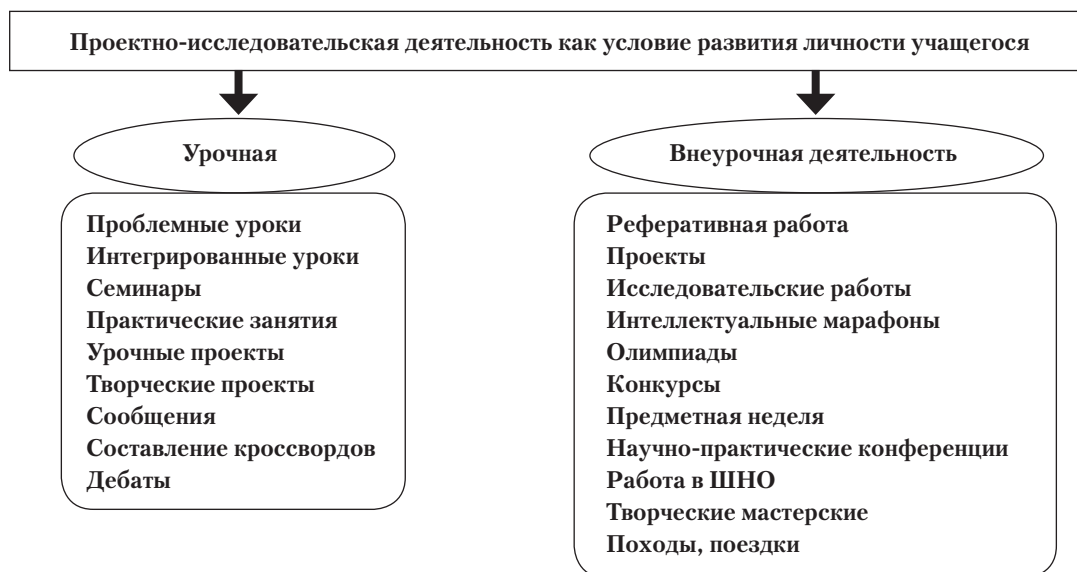 Проектно-исследовательская деятельность как условие развития личности учащегося
Урочная
Проблемные уроки
Интегрированные уроки
Семинары
Практические занятия
Урочные проекты
Творческие проекты
Сообщения
Составление кроссвордов
Дебаты
Внеурочная деятельность
Реферативная работа
Проекты
Исследовательские работы
Интеллектуальные марафоны
Олимпиады
Конкурсы
Предметная неделя
Научно-практические конференции
Работа в ШНО
Творческие мастерские
Походы, поездки